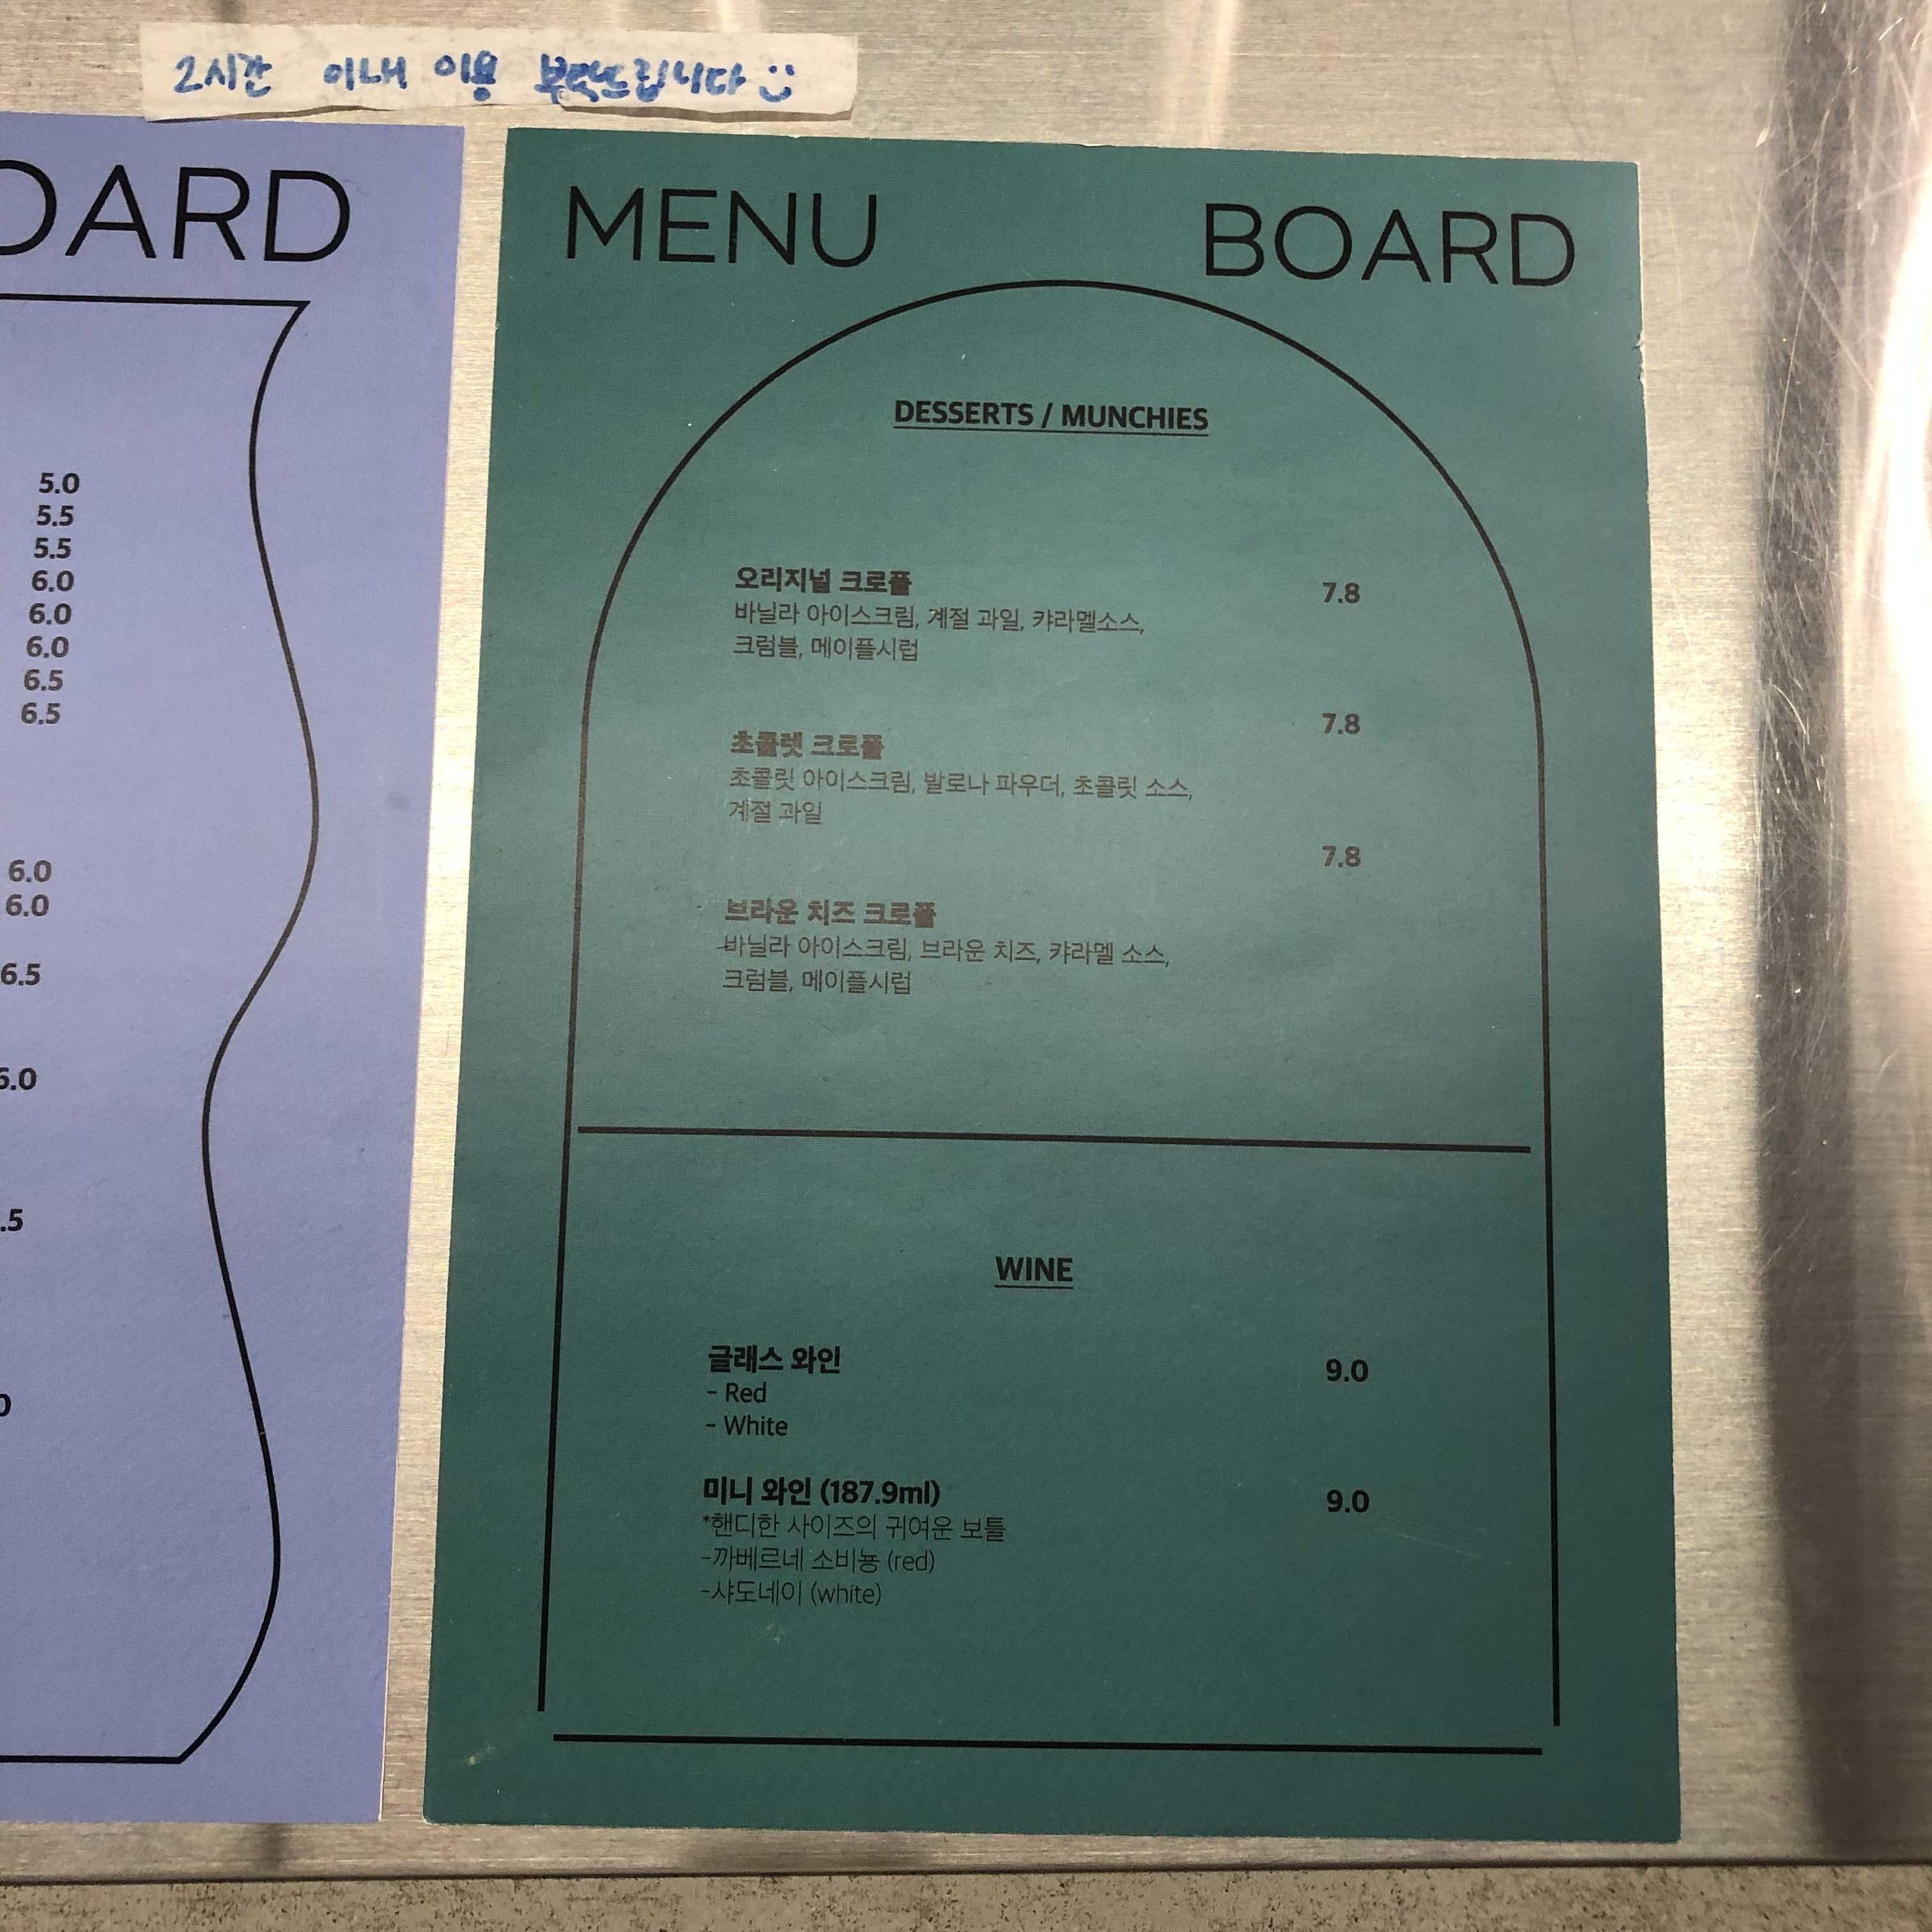 2시간 이내 이용 부탁드립니다 :)
OARD
5.0
5.5
5.5
6.0
6.0
6.0
6.5
6.5
6.0
6.0
6.5
6.0
.5
MENU BOARD
DESSERTS / MUNCHIES
오리지널 크로플 7.8
바닐라 아이스크림, 계절 과일, 캬라멜소스,
크럼블, 메이플시럽
초콜렛 크로플 7.8
초콜릿 아이스크림, 발로나 파우더, 초콜릿 소스,
계절 과일
브라운 치즈 크로플 7.8
바닐라 아이스크림, 브라운 치즈, 캬라멜 소스,
크럼블, 메이플시럽
WINE
글래스 와인 9.0
- Red
- White
미니 와인 (187.9ml) 9.0
*핸디한 사이즈의 귀여운 보틀
-까베르네 소비뇽 (red)
-샤도네이 (white)